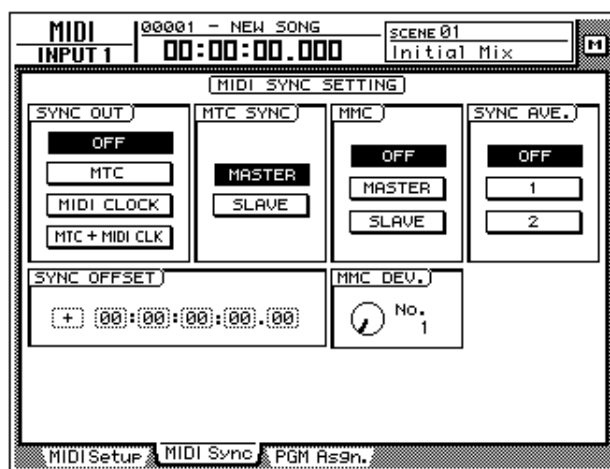 MIDI
INPUT 1
00001 - NEW SONG
00:00:00.000
SCENE 01
Initial Mix
M
MIDI SYNC SETTING
SYNC OUT
OFF
MTC
MIDI CLOCK
MTC + MIDI CLK
MTC SYNC
MASTER
SLAVE
MMC
OFF
MASTER
SLAVE
SYNC AVE.
OFF
1
2
SYNC OFFSET
+ 00:00:00:00.00
MMC DEV.
No.
1
MIDI Setup
MIDI Sync
PGM Asgn.